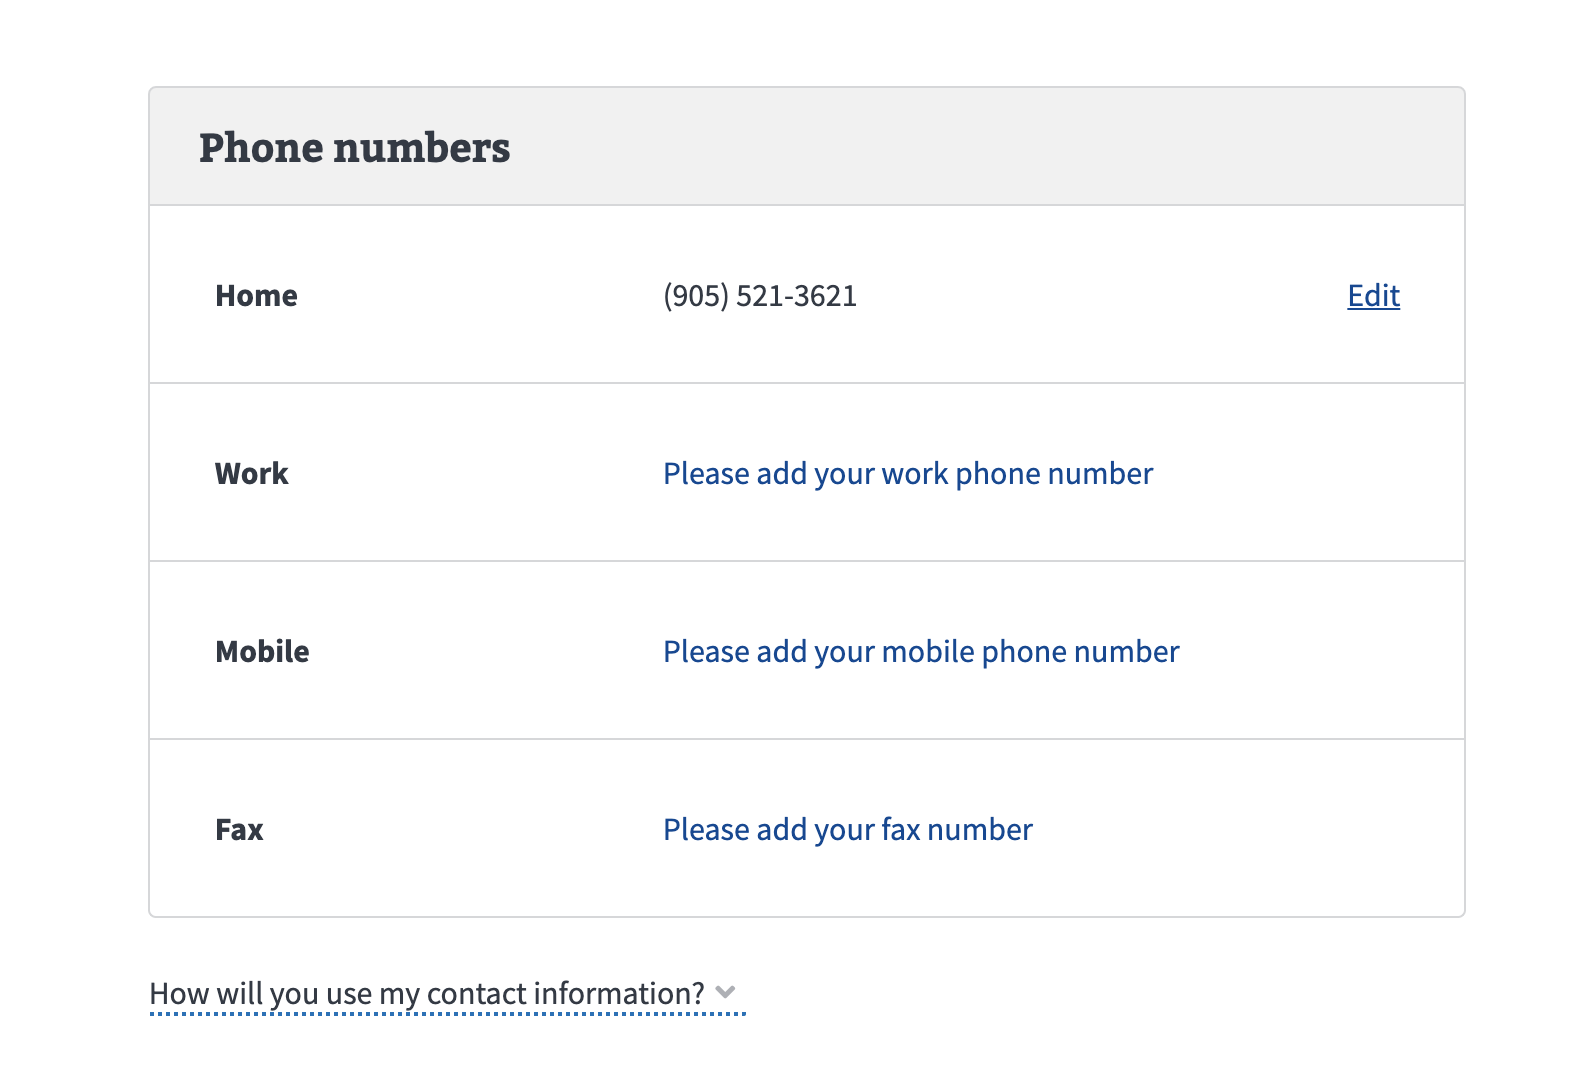 Phone numbers
Home (905) 521-3621 Edit
Work Please add your work phone number
Mobile Please add your mobile phone number
Fax Please add your fax number
How will you use my contact information?